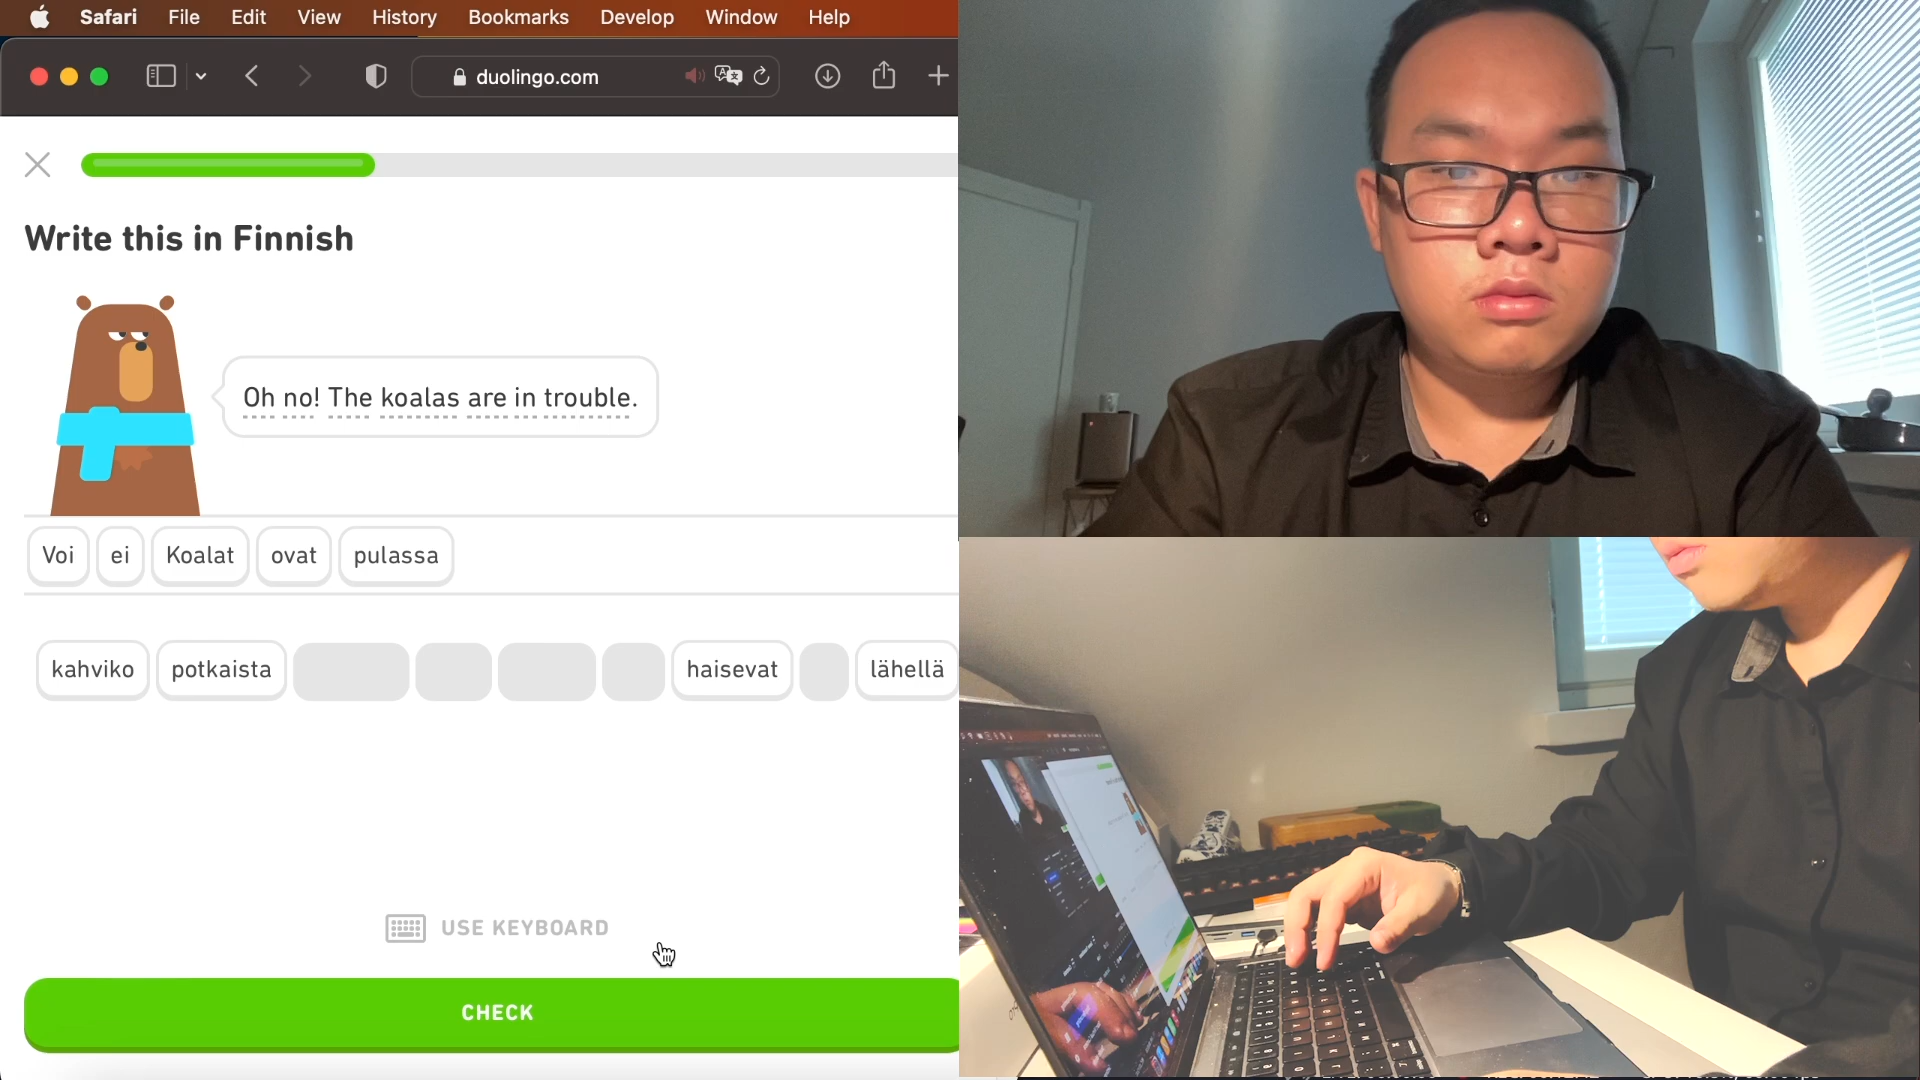 Safari File Edit View History Bookmarks Develop Window Help
duolingo.com
Write this in Finnish
Oh no! The koalas are in trouble.
Voi ei Koalat ovat pulassa
kahviko potkaista haisevat lähellä
USE KEYBOARD
CHECK